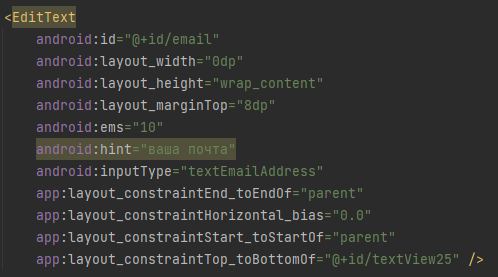 <EditText
android:id="@+id/email"
android:layout_width="0dp"
android:layout_height="wrap_content"
android:layout_marginTop="8dp"
android:ems="10"
android:hint="ваша почта"
android:inputType="textEmailAddress"
app:layout_constraintEnd_toEndOf="parent"
app:layout_constraintHorizontal_bias="0.0"
app:layout_constraintStart_toStartOf="parent"
app:layout_constraintTop_toBottomOf="@+id/textView25" />